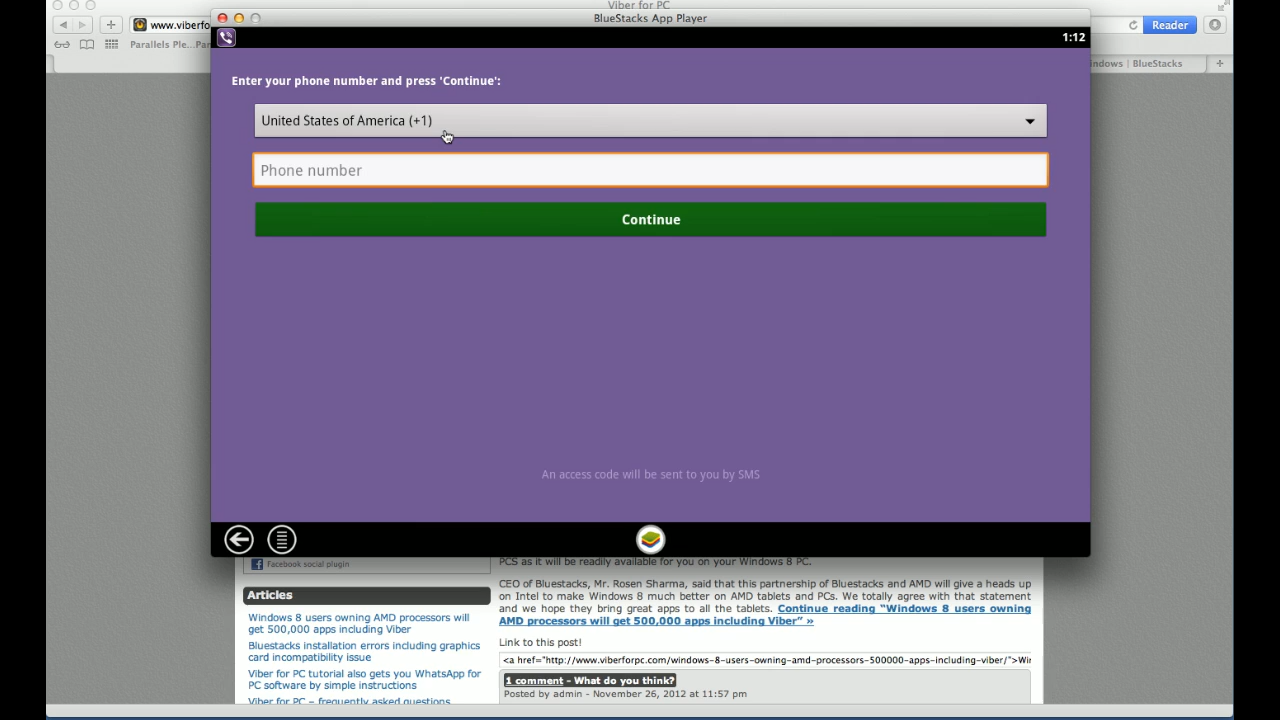 Viber for PC
www.viberfo
Reader
Parallels Ple...Par
ndows | BlueStacks
BlueStacks App Player
1:12
Enter your phone number and press 'Continue':
United States of America (+1)
Phone number
Continue
An access code will be sent to you by SMS
Facebook social plugin
Articles
Windows 8 users owning AMD processors will
get 500,000 apps including Viber
Bluestacks installation errors including graphics
card incompatibility issue
Viber for PC tutorial also gets you WhatsApp for
PC software by simple instructions
Viber for PC – frequently asked questions
PCS as it will be readily available for you on your Windows 8 PC.
CEO of Bluestacks, Mr. Rosen Sharma, said that this partnership of Bluestacks and AMD will give a heads up
on Intel to make Windows 8 much better on AMD tablets and PCs. We totally agree with that statement
and we hope they bring great apps to all the tablets. Continue reading "Windows 8 users owning
AMD processors will get 500,000 apps including Viber" »
Link to this post!
<a href="http://www.viberforpc.com/windows-8-users-owning-amd-processors-500000-apps-including-viber/">Wi
1 comment - What do you think?
Posted by admin - November 26, 2012 at 11:57 pm